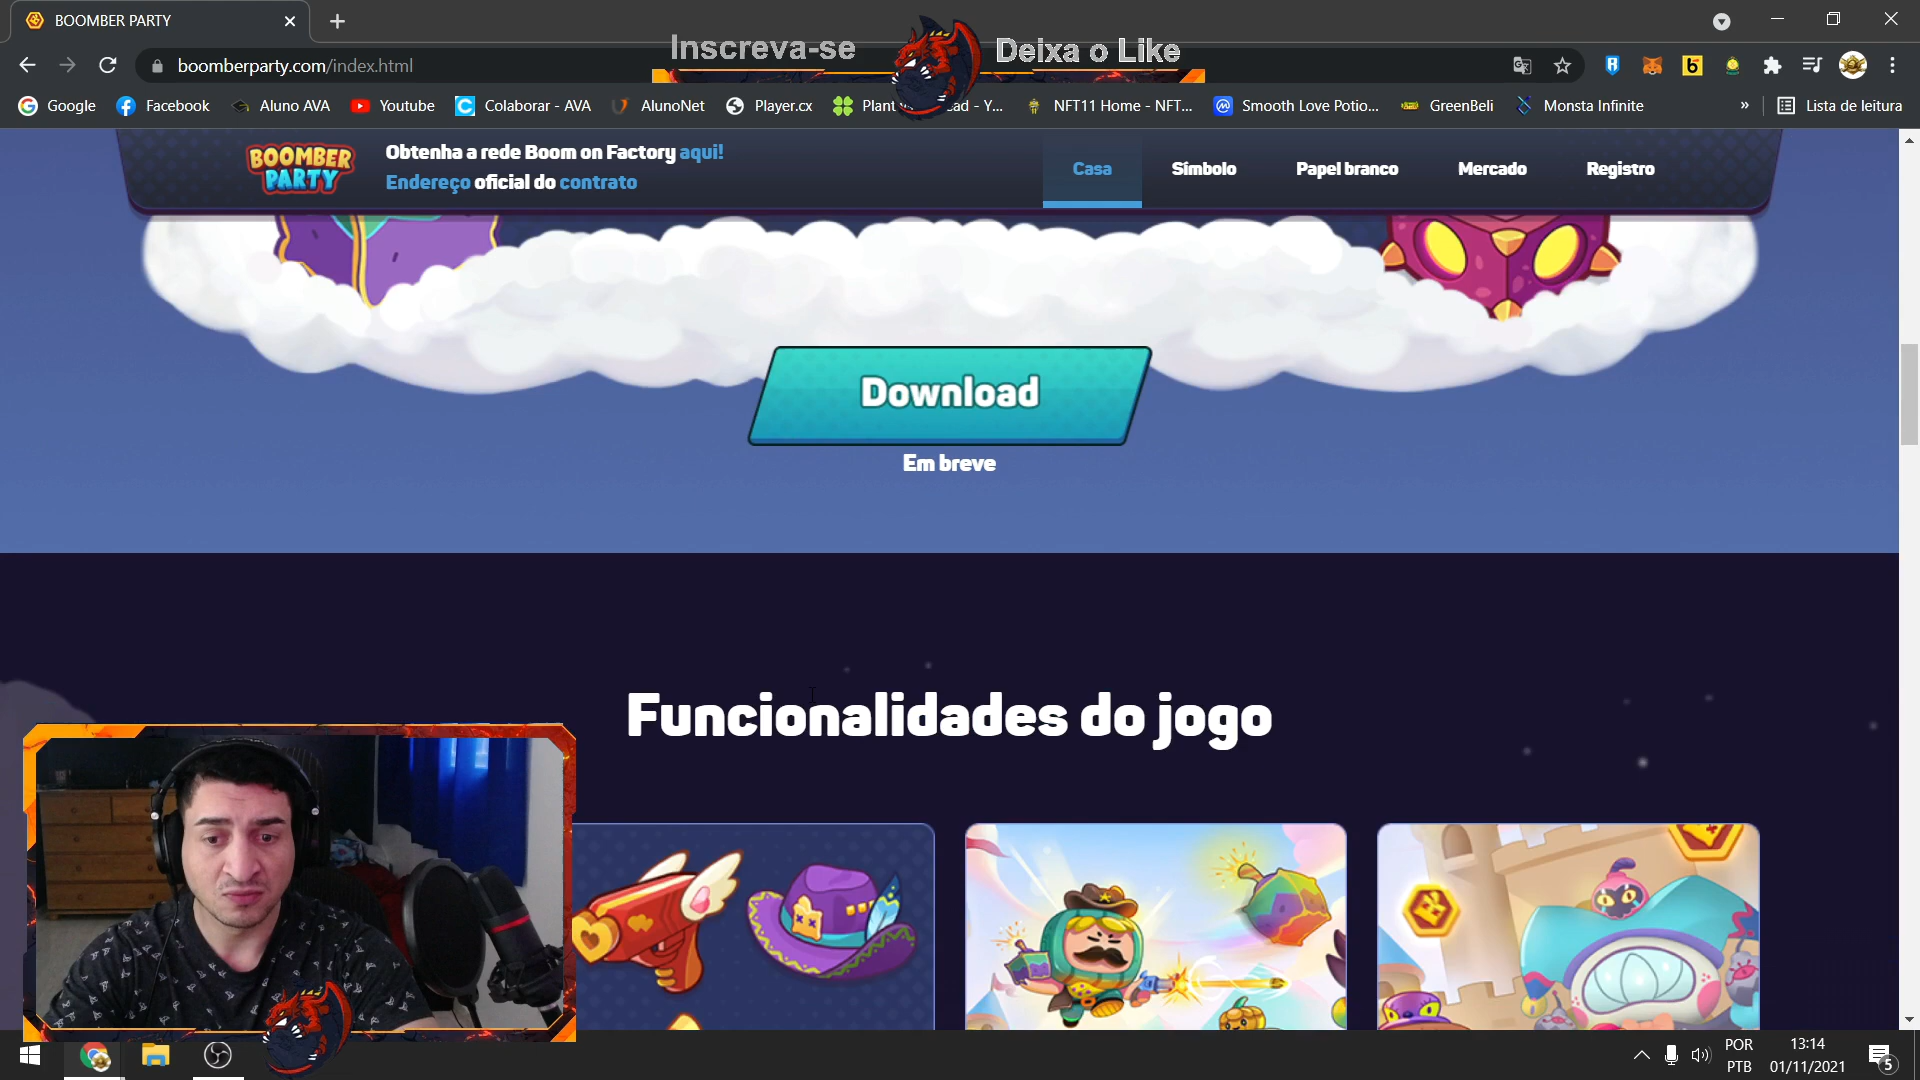 BOOMBER PARTY
Inscreva-se
Deixa o Like
boomberparty.com/index.html
Google
Facebook
Aluno AVA
Youtube
Colaborar - AVA
AlunoNet
Player.cx
Plant
ad - Y...
NFT11 Home - NFT...
Smooth Love Potio...
GreenBeli
Monsta Infinite
»
Lista de leitura
BOOMBER
PARTY
Obtenha a rede Boom on Factory aqui!
Endereço oficial do contrato
Casa
Símbolo
Papel branco
Mercado
Registro
Download
Em breve
Funcionalidades do jogo
POR
PTB
13:14
01/11/2021
5